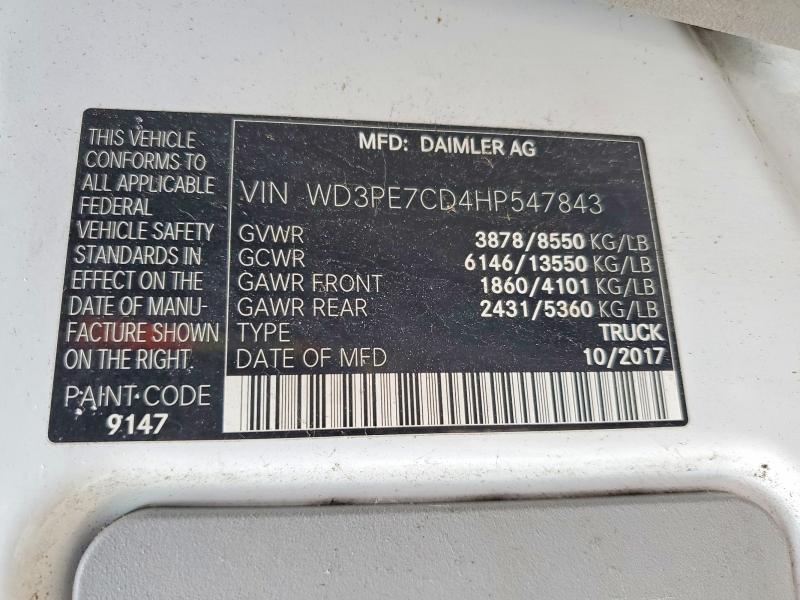 THIS VEHICLE
CONFORMS TO
ALL APPLICABLE
FEDERAL
VEHICLE SAFETY
STANDARDS IN
EFFECT ON THE
DATE OF MANU-
FACTURE SHOWN
ON THE RIGHT
PAINT·CODE
9147
MFD: DAIMLER AG
VIN WD3PE7CD4HP547843
GVWR 3878/8550 KG/LB
GCWR 6146/13550 KG/LB
GAWR FRONT 1860/4101 KG/LB
GAWR REAR 2431/5360 KG/LB
TYPE TRUCK
DATE OF MFD 10/2017